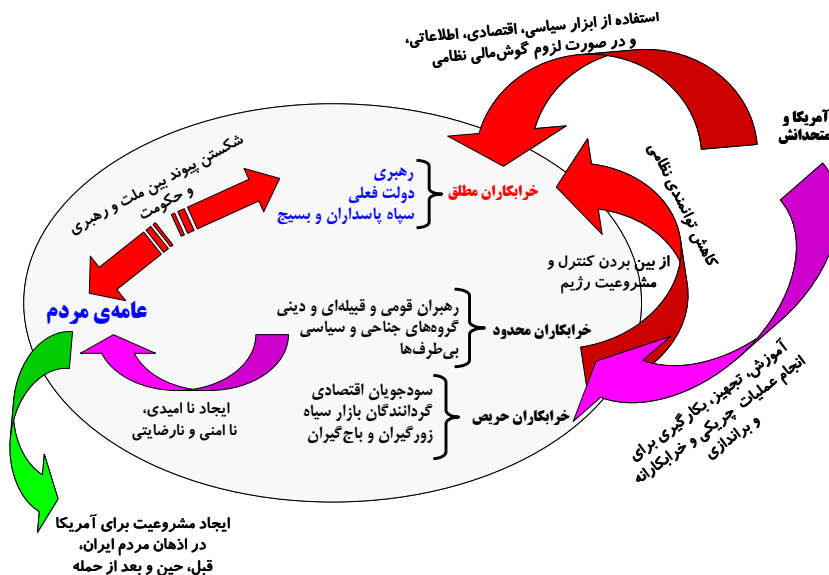 استفاده از ابزار سیاسی، اقتصادی، اطلاعاتی،
و در صورت لزوم گوش‌مالی نظامی
آمریکا و
متحدانش
شکستن پیوند بین ملت و رهبری
و حکومت
رهبری
دولت فعلی
سپاه پاسداران و بسیج
خرابکاران مطلق
کاهش توانمندی نظامی
از بین بردن کنترل و
مشروعیت رژیم
عامه‌ی مردم
رهبران قومی و قبیله‌ای و دینی
گروه‌های جناحی و سیاسی
بی‌طرف‌ها
خرابکاران محدود
ایجاد نا امیدی،
نا امنی و نارضایتی
سودجویان اقتصادی
گردانندگان بازار سیاه
زورگیران و باج‌گیران
خرابکاران حریص
آموزش، تجهیز، بکارگیری برای
انجام عملیات چریکی و خرابکارانه
و براندازی
ایجاد مشروعیت برای آمریکا
در اذهان مردم ایران،
قبل، حین و بعد از حمله